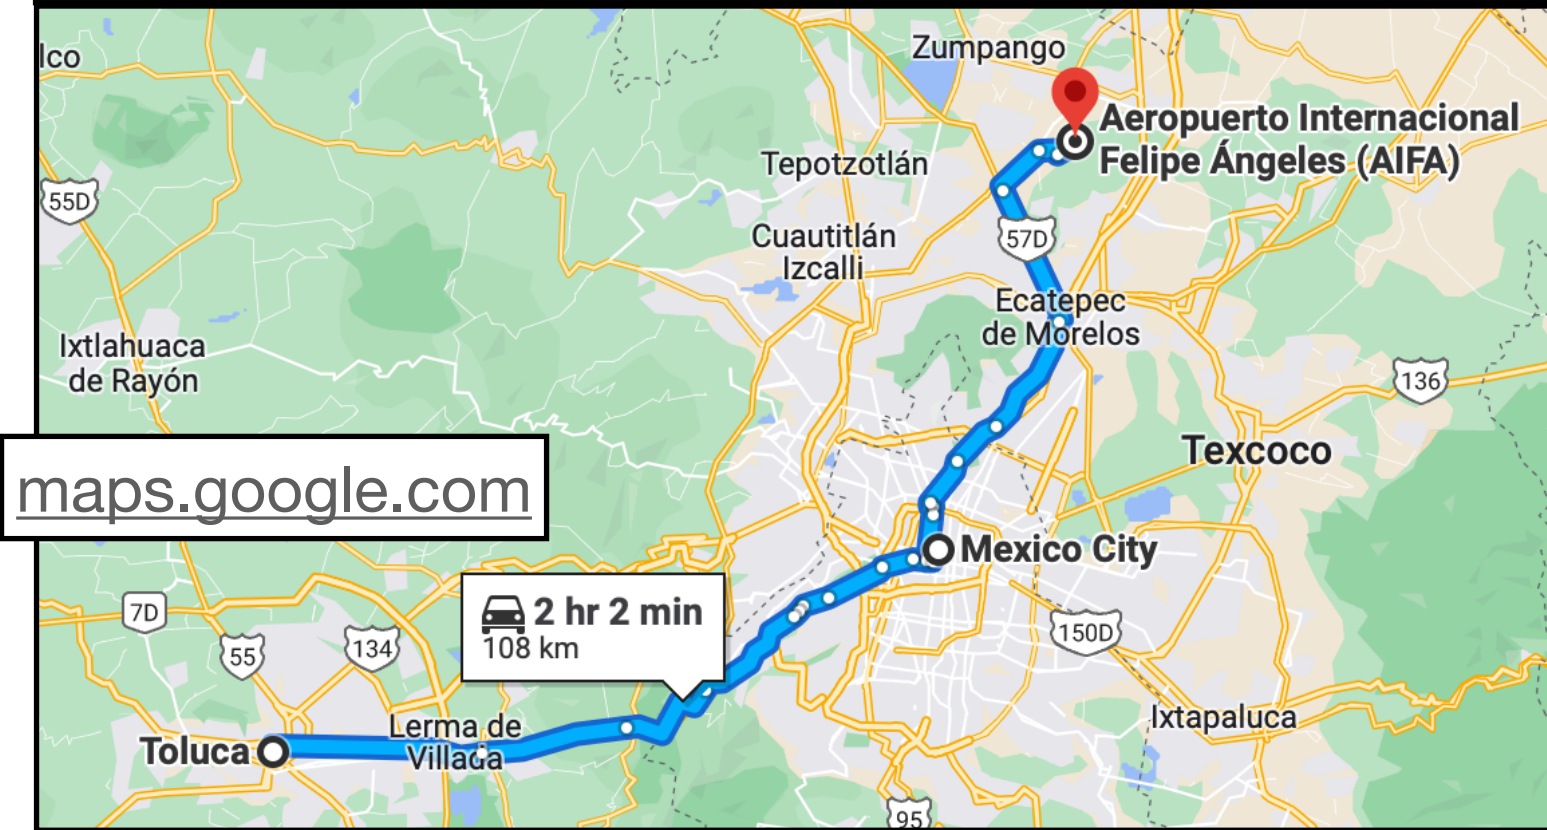 lco
Zumpango
Aeropuerto Internacional
Felipe Ángeles (AIFA)
Tepotzotlán
55D
57D
Cuautitlán
Izcalli
Ecatepec
de Morelos
Ixtlahuaca
de Rayón
136
Texcoco
maps.google.com
Mexico City
2 hr 2 min
108 km
7D
55
134
150D
Lerma de
Villada
Ixtapaluca
Toluca
95